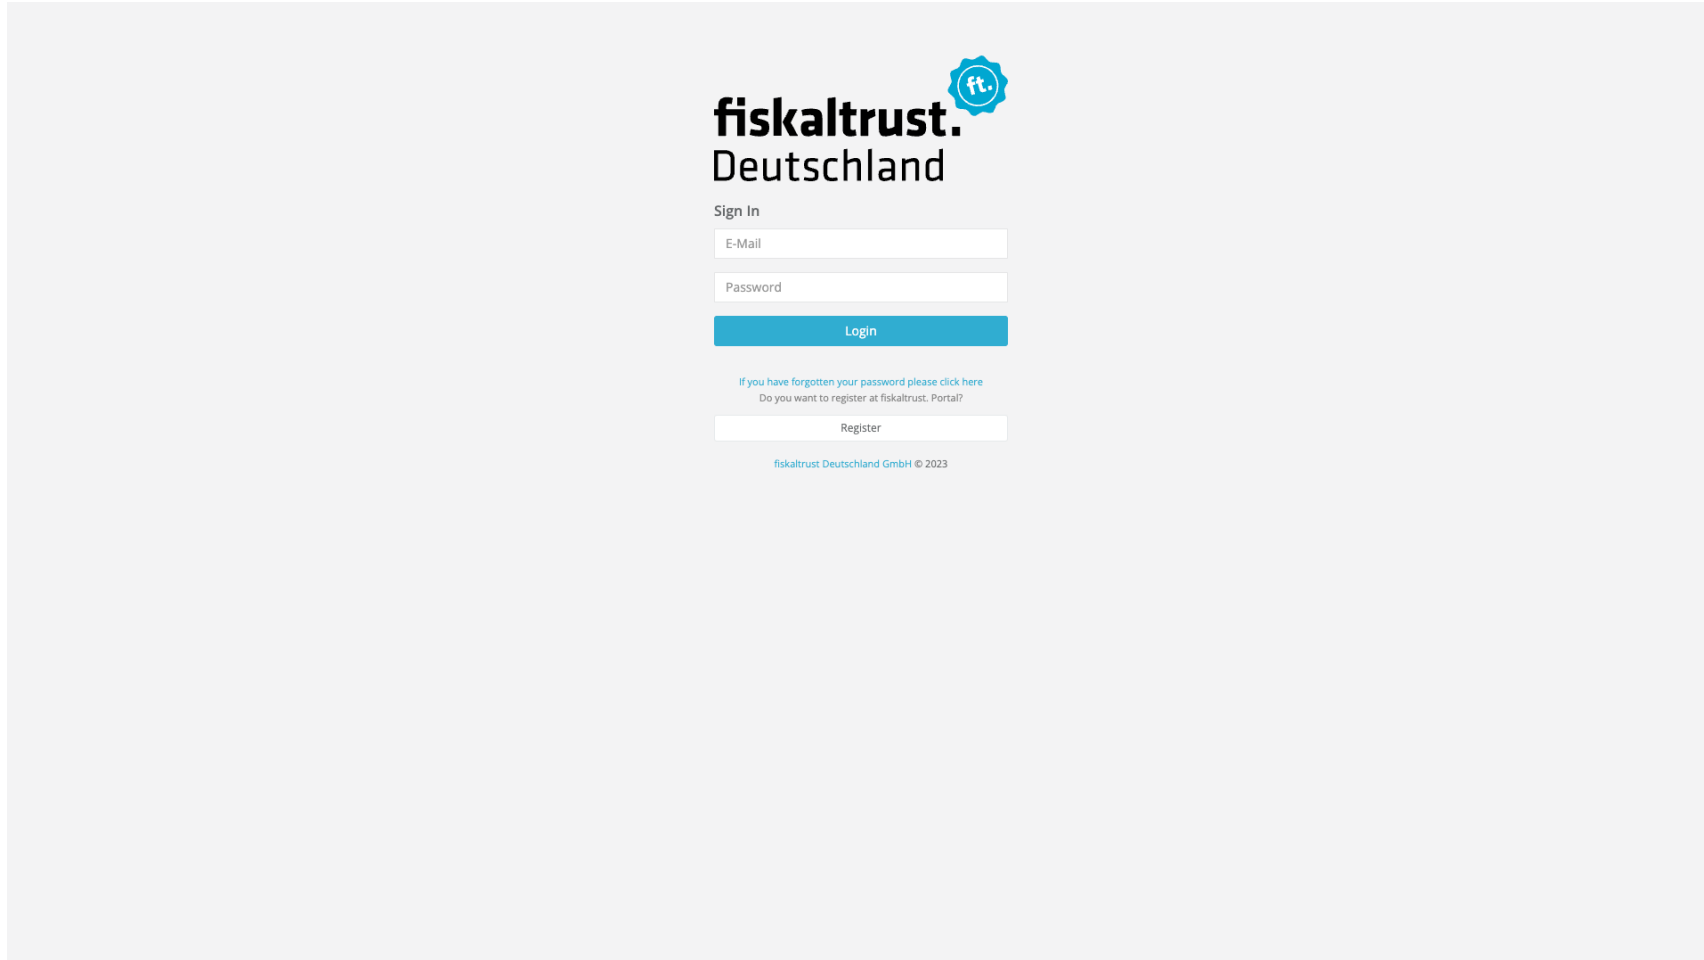 ft.
fiskaltrust.
Deutschland
Sign In
E-Mail
Password
Login
If you have forgotten your password please click here
Do you want to register at fiskaltrust. Portal?
Register
fiskaltrust Deutschland GmbH © 2023